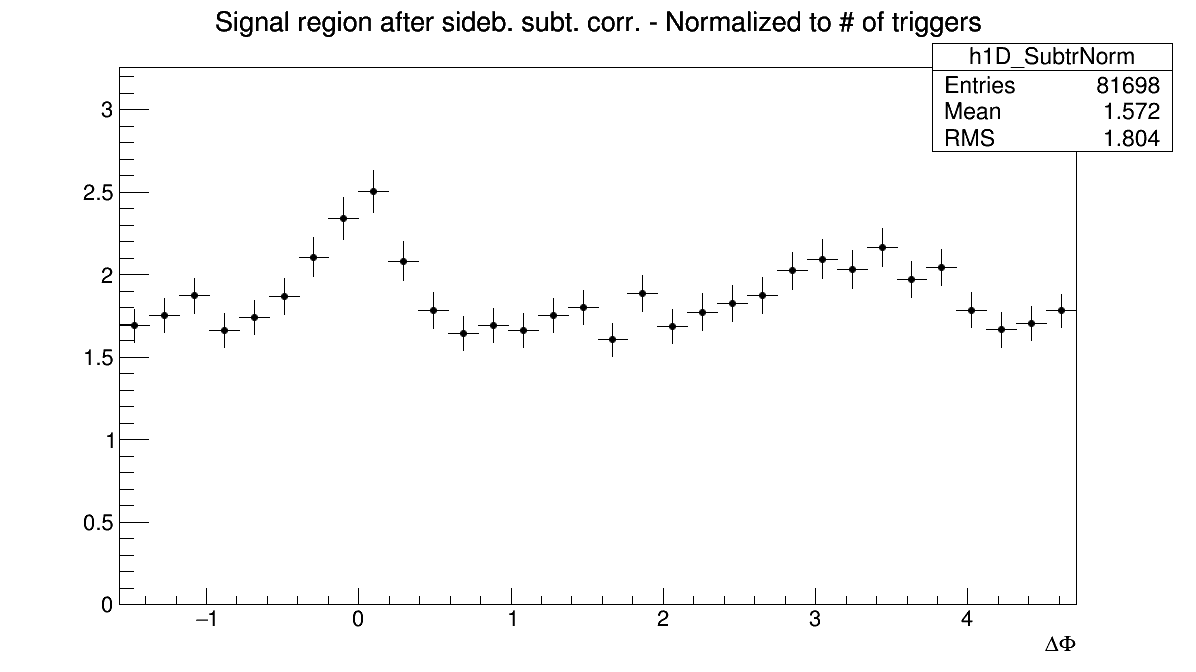 Signal region after sideb. subt. corr. - Normalized to # of triggers
h1D_SubtrNorm
Entries 81698
Mean 1.572
RMS 1.804
3
2.5
2
1.5
1
0.5
0
−1 0 1 2 3 4
ΔΦ